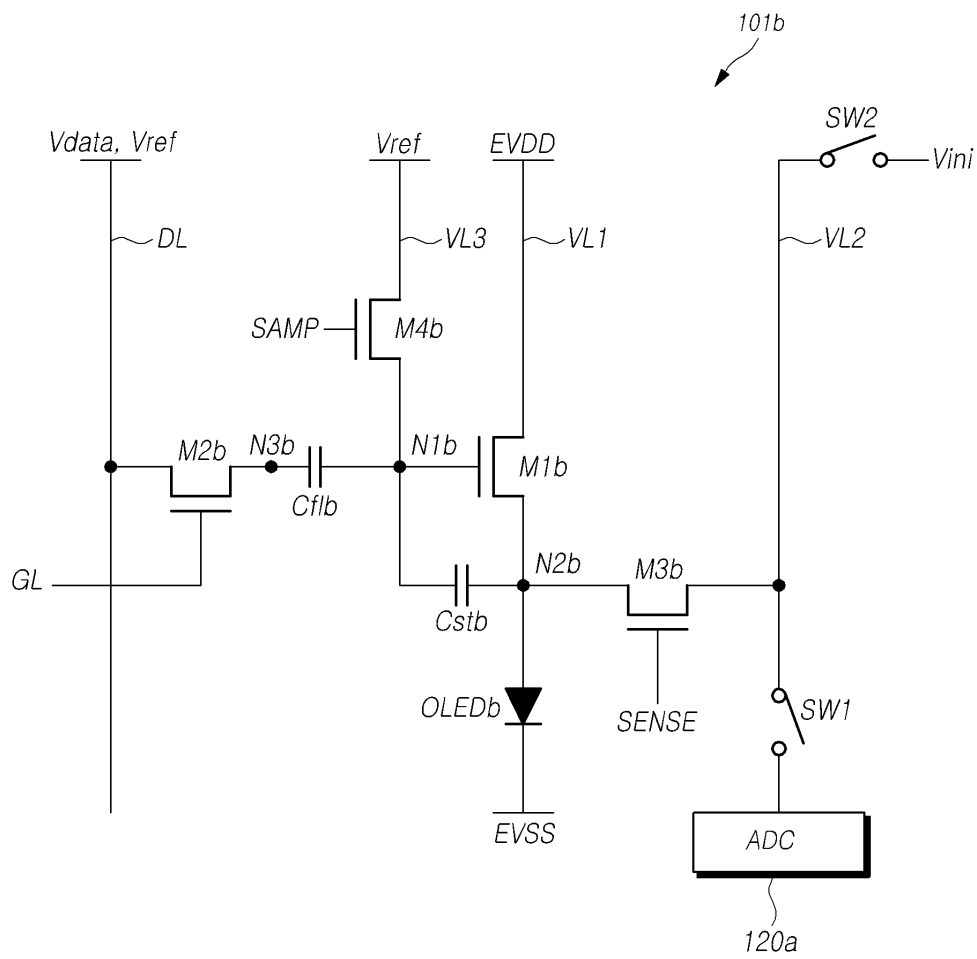 101b
SW2
Vdata, Vref
Vref
EVDD
Vini
DL
VL3
VL1
VL2
SAMP
M4b
M2b
N3b
N1b
M1b
Cflb
N2b
M3b
GL
Cstb
OLEDb
SENSE
SW1
EVSS
ADC
120a